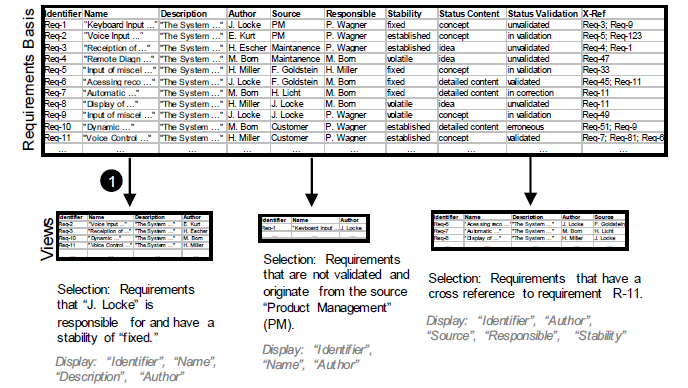 Identifier Name Description Author Source Responsible Stability Status Content Status Validation X-Ref
Req-1 "Keyboard Input ..." "The System ..." J. Locke PM P. Wagner fixed concept unvalidated Req-3; Req-9
Req-2 "Voice Input ..." "The System ..." E. Kurt PM P. Wagner established concept in validation Req-5; Req-123
Req-3 "Receiption of ..." "The System ..." H. Escher Maintanence P. Wagner established idea unvalidated Req-4; Req-1
Req-4 "Remote Diagn ..." "The System ..." M. Born Maintanence M. Born volatile idea unvalidated Req-47
Req-5 "Input of miscel ..." "The System ..." H. Miller F. Goldstein H. Miller fixed concept in validation Req-33
Req-6 "Acessing reco ..." "The System ..." J. Locke F. Goldstein M. Born fixed detailed content validated Req-45; Req-11
Req-7 "Automatic ..." "The System ..." M. Born H. Licht M. Born fixed detailed content in correction Req-11
Req-8 "Display of ..." "The System ..." H. Miller J. Locke M. Born volatile idea unvalidated Req-11
Req-9 "Input of miscel ..." "The System ..." J. Locke J. Locke P. Wagner fixed concept in validation Req-49
Req-10 "Dynamic ..." "The System ..." M. Born Customer P. Wagner established detailed content erroneous Req-51; Req-9
Req-11 "Voice Control ..." "The System ..." H. Miller Customer P. Wagner established concept validated Req-7; Req-81; Req-6
... ... ... ... ... ... ... ... ... ...
Requirements Basis
1
Views
Identifier Name Description Author
Req-2 "Voice Input ..." "The System ..." E. Kurt
Req-3 "Receiption of ..." "The System ..." H. Escher
Req-10 "Dynamic ..." "The System ..." M. Born
Req-11 "Voice Control ..." "The System ..." H. Miller
Selection: Requirements
that "J. Locke" is
responsible for and have a
stability of "fixed."
Display: "Identifier", "Name",
"Description", "Author"
Identifier Name Author
Req-1 "Keyboard Input ... J. Locke
Selection: Requirements
that are not validated and
originate from the source
"Product Management"
(PM).
Display: "Identifier",
"Name", "Author"
Identifier Name Description Author Source
Req-6 "Acessing reco ..." "The System ..." J. Locke F. Goldstein
Req-7 "Automatic ..." "The System ..." M. Born H. Licht
Req-8 "Display of ..." "The System ..." H. Miller J. Locke
Selection: Requirements that have a
cross reference to requirement R-11.
Display: "Identifier", "Author",
"Source", "Responsible", "Stability"